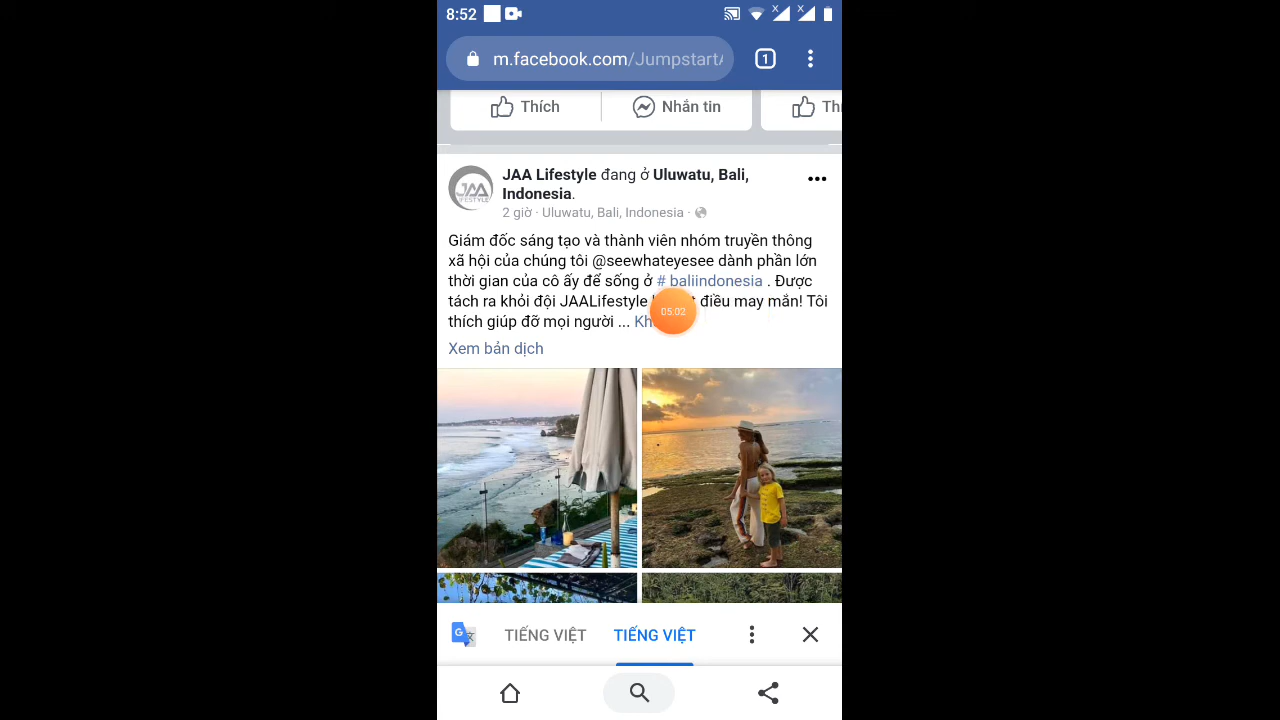 8:52
m.facebook.com/Jumpstart
1
Thích
Nhắn tin
JAA Lifestyle đang ở Uluwatu, Bali,
Indonesia.
JAA
LIFESTYLE
2 giờ · Uluwatu, Bali, Indonesia ·
Giám đốc sáng tạo và thành viên nhóm truyền thông
xã hội của chúng tôi @seewhateyesee dành phần lớn
thời gian của cô ấy để sống ở # baliindonesia . Được
tách ra khỏi đội JAALifestyle điều may mắn! Tôi
thích giúp đỡ mọi người ...
05:02
Xem bản dịch
TIẾNG VIỆT
TIẾNG VIỆT